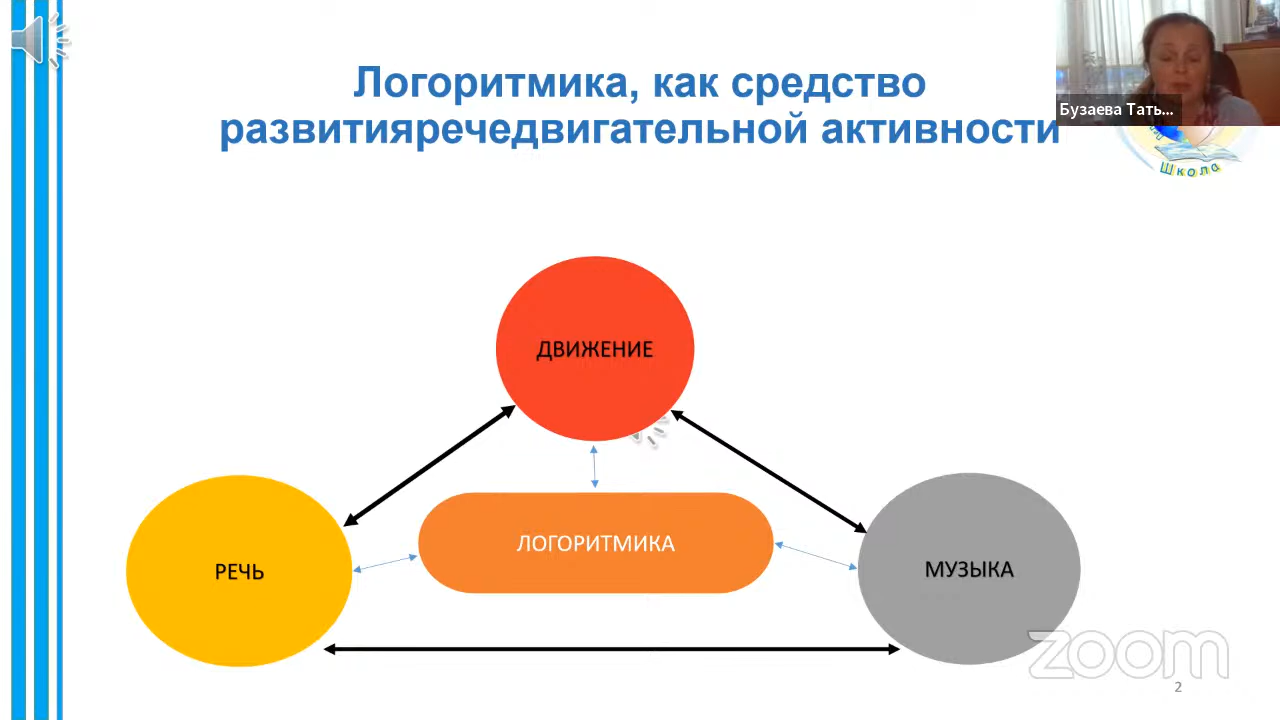 Логоритмика, как средство
развитияречедвигательной активности
Бузаева Тать...
Школа
ДВИЖЕНИЕ
ЛОГОРИТМИКА
РЕЧЬ
МУЗЫКА
zoom
2